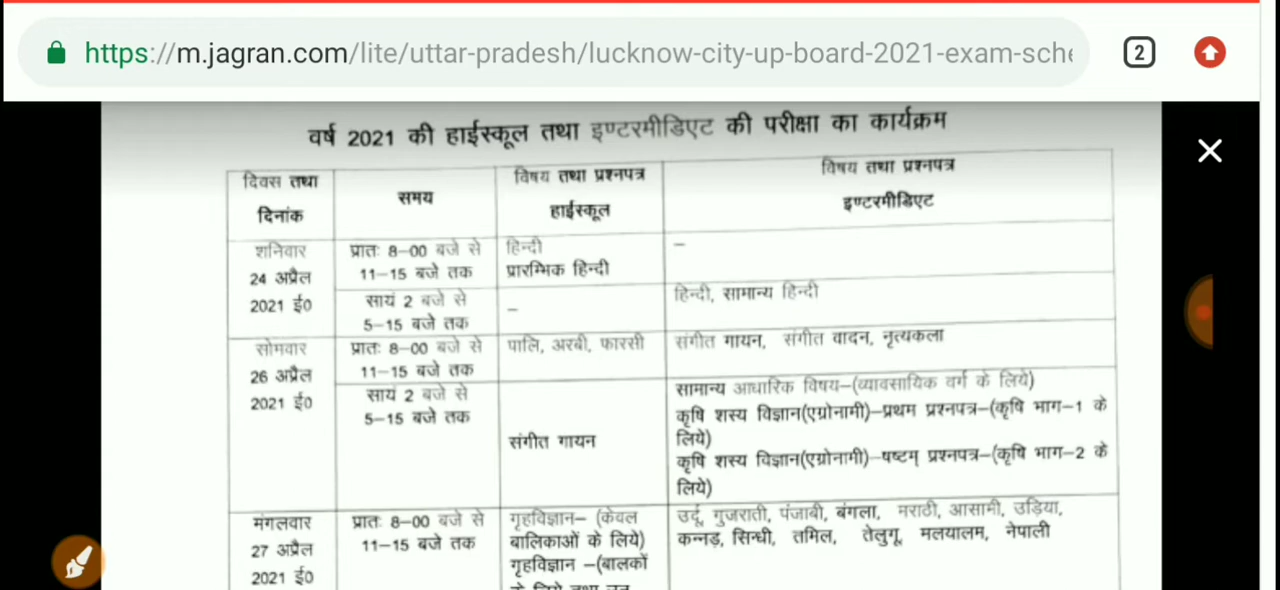 https://m.jagran.com/lite/uttar-pradesh/lucknow-city-up-board-2021-exam-sche
2
वर्ष 2021 की हाईस्कूल तथा इण्टरमीडिएट की परीक्षा का कार्यक्रम
दिवस तथा
दिनांक
समय
विषय तथा प्रश्नपत्र
हाईस्कूल
विषय तथा प्रश्नपत्र
इण्टरमीडिएट
शनिवार
24 अप्रैल
2021 ई0
प्रातः 8-00 बजे से
11-15 बजे तक
हिन्दी
प्रारम्भिक हिन्दी
–
सायं 2 बजे से
5-15 बजे तक
–
हिन्दी, सामान्य हिन्दी
सोमवार
26 अप्रैल
2021 ई0
प्रातः 8-00 बजे से
11-15 बजे तक
पालि, अरबी, फारसी
संगीत गायन, संगीत वादन, नृत्यकला
सायं 2 बजे से
5-15 बजे तक
संगीत गायन
सामान्य आधारिक विषय-(व्यावसायिक वर्ग के लिये)
कृषि शस्य विज्ञान(एग्रोनामी)-प्रथम प्रश्नपत्र-(कृषि भाग-1 के
लिये)
कृषि शस्य विज्ञान(एग्रोनामी)-षष्टम् प्रश्नपत्र-(कृषि भाग-2 के
लिये)
मंगलवार
27 अप्रैल
2021 ई0
प्रातः 8-00 बजे से
11-15 बजे तक
गृहविज्ञान- (केवल
बालिकाओं के लिये)
गृहविज्ञान -(बालकों
उर्दू, गुजराती, पंजाबी, बंगला, मराठी, आसामी, उड़िया,
कन्नड़, सिन्धी, तमिल, तेलुगू, मलयालम, नेपाली